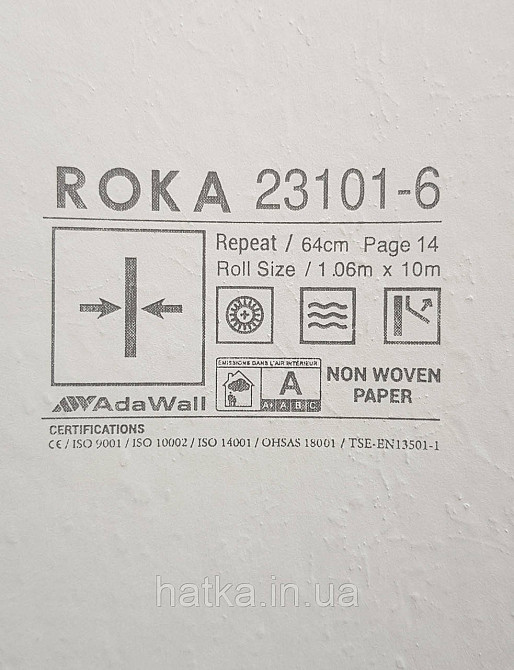 ROKA 23101-6
Repeat / 64cm Page 14
Roll Size / 1.06m x 10m
ÉMISSIONS DANS L'AIR INTÉRIEUR
A
A+ A B C
NON WOVEN
PAPER
AdaWall
CERTIFICATIONS
CE / ISO 9001 / ISO 10002 / ISO 14001 / OHSAS 18001 / TSE-EN13501-1
hatka.in.ua